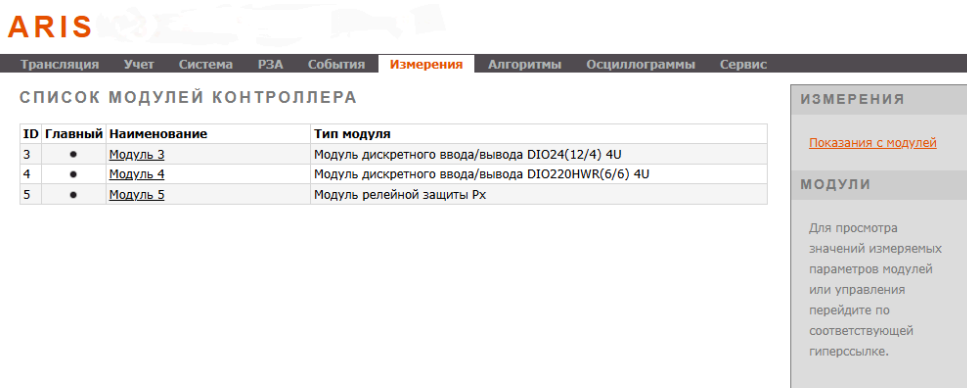 ARIS
Трансляция Учет Система РЗА События Измерения Алгоритмы Осциллограммы Сервис
СПИСОК МОДУЛЕЙ КОНТРОЛЛЕРА
ID Главный Наименование Тип модуля
3 ● Модуль 3 Модуль дискретного ввода/вывода DIO24(12/4) 4U
4 ● Модуль 4 Модуль дискретного ввода/вывода DIO220HWR(6/6) 4U
5 ● Модуль 5 Модуль релейной защиты Px
ИЗМЕРЕНИЯ
Показания с модулей
МОДУЛИ
Для просмотра
значений измеряемых
параметров модулей
или управления
перейдите по
соответствующей
гиперссылке.